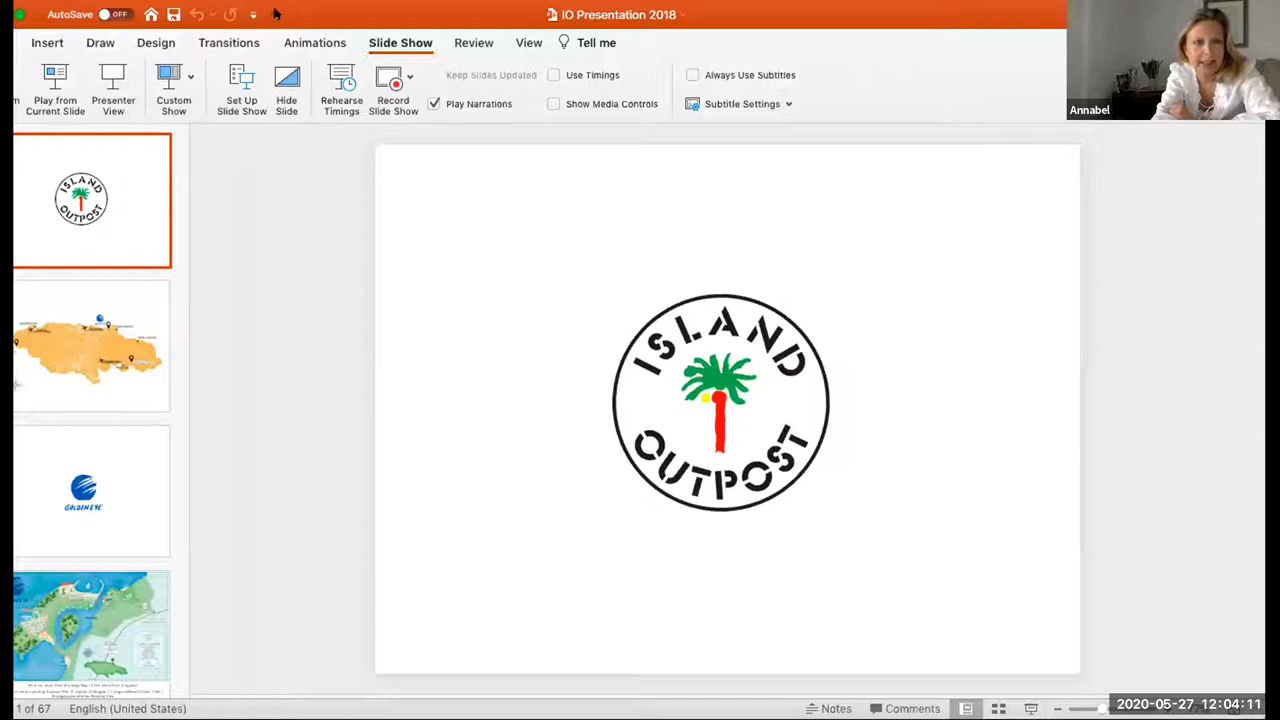 AutoSave OFF
IO Presentation 2018
Insert Draw Design Transitions Animations Slide Show Review View Tell me
Play from Current Slide
Presenter View
Custom Show
Set Up Slide Show
Hide Slide
Rehearse Timings
Record Slide Show
Keep Slides Updated
Use Timings
Always Use Subtitles
Play Narrations
Show Media Controls
Subtitle Settings
Annabel
ISLAND
OUTPOST
GOLDENEYE
ISLAND
OUTPOST
1 of 67 English (United States)
Notes Comments
2020-05-27 12:04:11